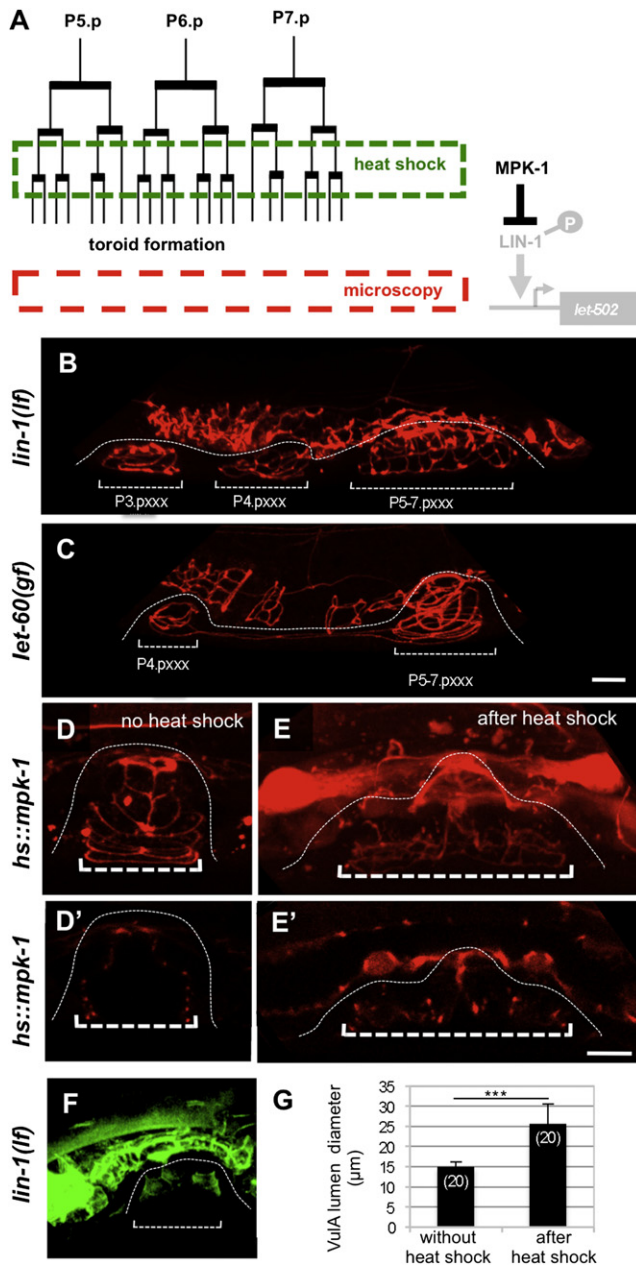 A
P5.p P6.p P7.p
heat shock
toroid formation
microscopy
MPK-1
LIN-1 P
let-502
B
lin-1(lf)
P3.pxxx P4.pxxx P5-7.pxxx
C
let-60(gf)
P4.pxxx P5-7.pxxx
D no heat shock
E after heat shock
hs::mpk-1
D'
E'
hs::mpk-1
F
lin-1(lf)
G
VulA lumen diameter
(µm)
35
30
25
20
15
10
5
0
***
(20)
(20)
without
heat shock
after
heat shock